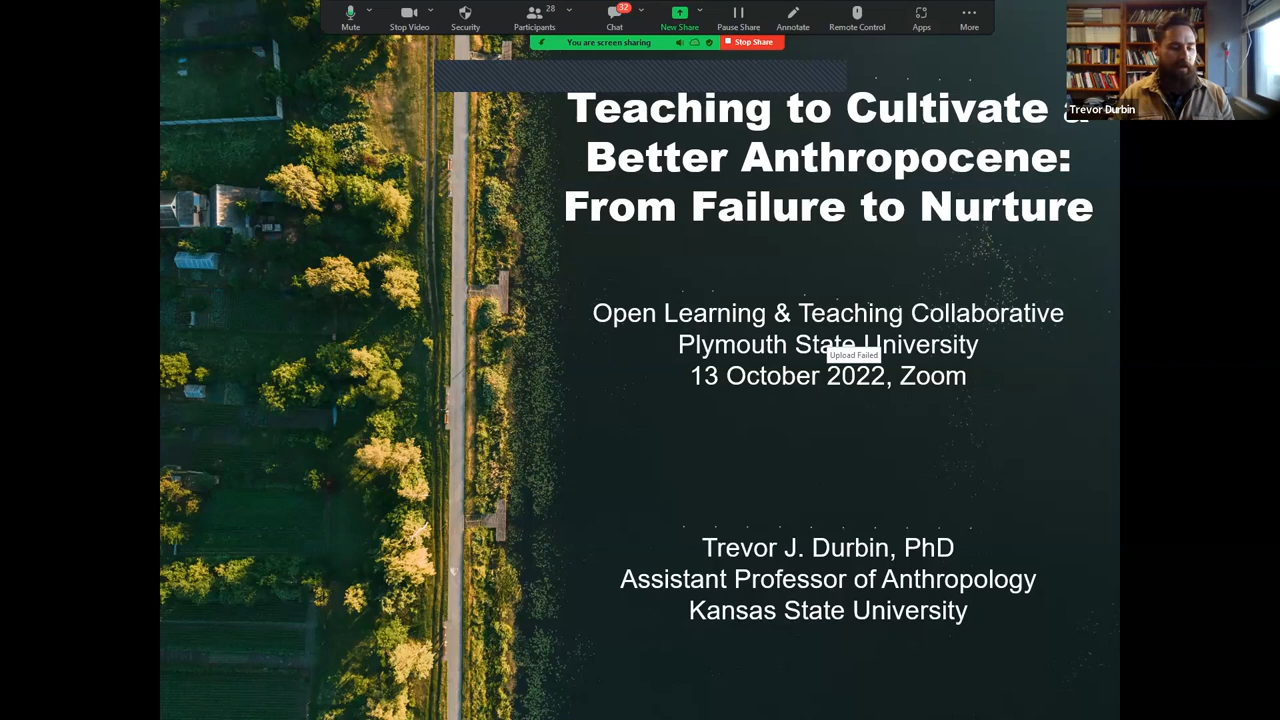 Mute
Stop Video
Security
Participants
28
Chat
32
New Share
Pause Share
Annotate
Remote Control
Apps
More
You are screen sharing
Stop Share
Trevor Durbin
Teaching to Cultivate a
Better Anthropocene:
From Failure to Nurture
Open Learning & Teaching Collaborative
Plymouth State University
Upload Failed
13 October 2022, Zoom
Trevor J. Durbin, PhD
Assistant Professor of Anthropology
Kansas State University